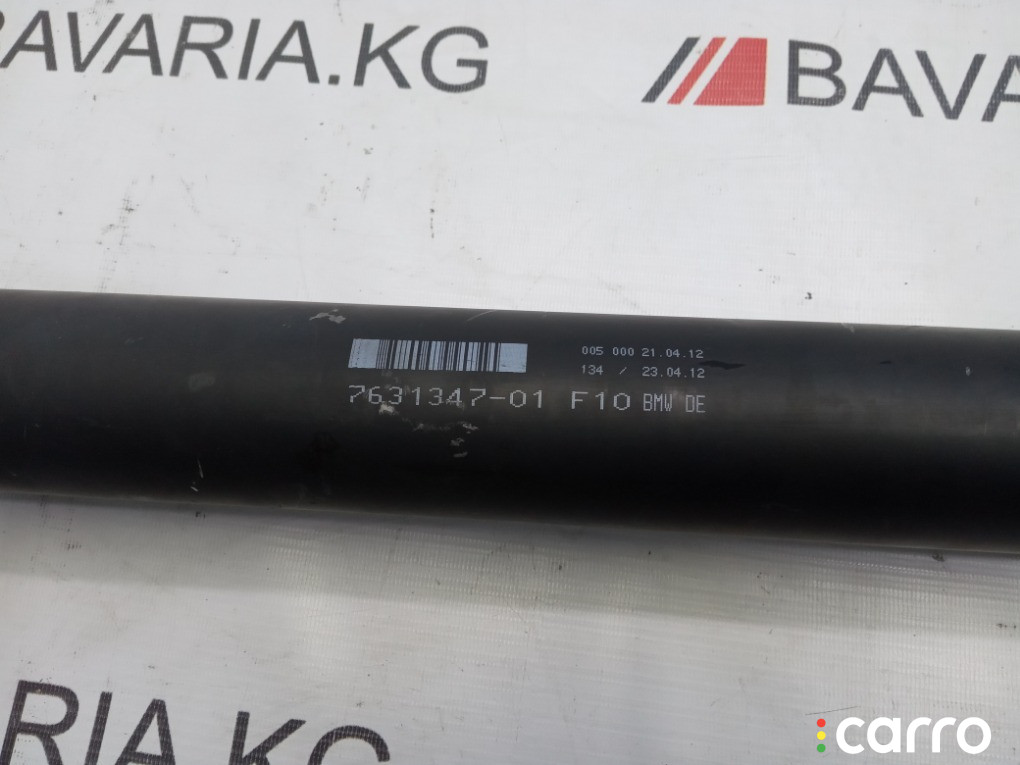 BAVARIA.KG
BAVA
005 000 21.04.12
134 / 23.04.12
7631347-01 F10 BMW DE
RIA.KG
carro